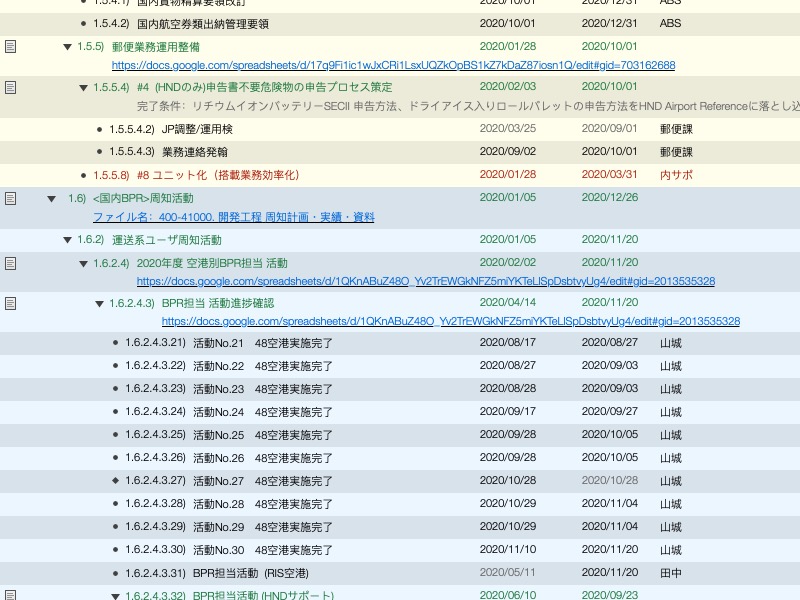 1.5.4.1) 国内貨物精算要領改訂 2020/10/01 2020/12/31 ABS
1.5.4.2) 国内航空券類出納管理要領 2020/10/01 2020/12/31 ABS
1.5.5) 郵便業務運用整備 2020/01/28 2020/10/01
https://docs.google.com/spreadsheets/d/17q9Fi1ic1wJxCRi1LsxUQZkOpBS1kZ7kDaZ87iosn1Q/edit#gid=703162688
1.5.5.4) #4 (HNDのみ)申告書不要危険物の申告プロセス策定 2020/02/03 2020/10/01
完了条件：リチウムイオンバッテリーSECII 申告方法、ドライアイス入りロールパレットの申告方法をHND Airport Referenceに落とし込
1.5.5.4.2) JP調整/運用検 2020/03/25 2020/09/01 郵便課
1.5.5.4.3) 業務連絡発翰 2020/09/02 2020/10/01 郵便課
1.5.5.8) #8 ユニット化（搭載業務効率化） 2020/01/28 2020/03/31 内サポ
1.6) <国内BPR>周知活動 2020/01/05 2020/12/26
ファイル名：400-41000. 開発工程 周知計画・実績・資料
1.6.2) 運送系ユーザ周知活動 2020/01/05 2020/11/20
1.6.2.4) 2020年度 空港別BPR担当 活動 2020/02/02 2020/11/20
https://docs.google.com/spreadsheets/d/1QKnABuZ48O_Yv2TrEWGkNFZ5miYKTeLlSpDsbtvyUg4/edit#gid=2013535328
1.6.2.4.3) BPR担当 活動進捗確認 2020/04/14 2020/11/20
https://docs.google.com/spreadsheets/d/1QKnABuZ48O_Yv2TrEWGkNFZ5miYKTeLlSpDsbtvyUg4/edit#gid=2013535328
1.6.2.4.3.21) 活動No.21 48空港実施完了 2020/08/17 2020/08/27 山城
1.6.2.4.3.22) 活動No.22 48空港実施完了 2020/08/27 2020/09/03 山城
1.6.2.4.3.23) 活動No.23 48空港実施完了 2020/08/28 2020/09/03 山城
1.6.2.4.3.24) 活動No.24 48空港実施完了 2020/09/17 2020/09/27 山城
1.6.2.4.3.25) 活動No.25 48空港実施完了 2020/09/28 2020/10/05 山城
1.6.2.4.3.26) 活動No.26 48空港実施完了 2020/09/28 2020/10/05 山城
1.6.2.4.3.27) 活動No.27 48空港実施完了 2020/10/28 2020/10/28 山城
1.6.2.4.3.28) 活動No.28 48空港実施完了 2020/10/29 2020/11/04 山城
1.6.2.4.3.29) 活動No.29 48空港実施完了 2020/10/29 2020/11/04 山城
1.6.2.4.3.30) 活動No.30 48空港実施完了 2020/11/10 2020/11/20 山城
1.6.2.4.3.31) BPR担当活動 (RIS空港) 2020/05/11 2020/11/20 田中
1.6.2.4.3.32) BPR担当活動 (HNDサポート) 2020/06/10 2020/09/23